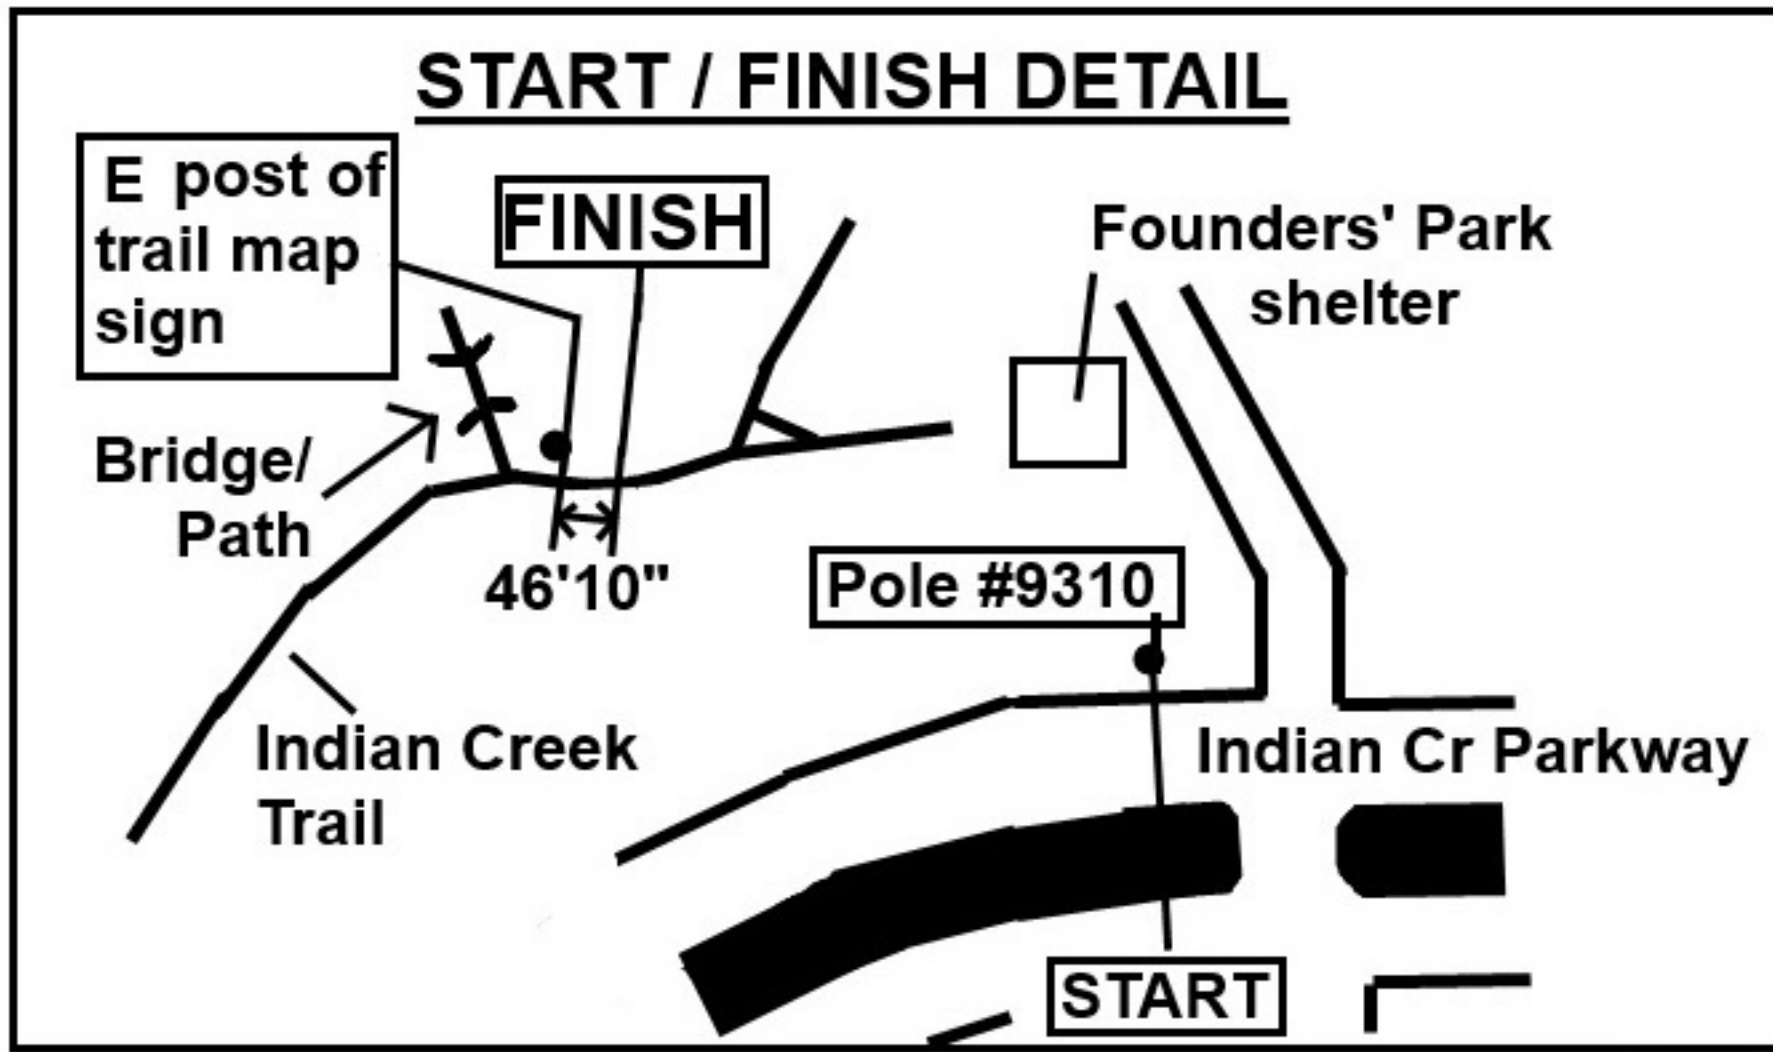 START / FINISH DETAIL
E post of
trail map
sign
FINISH
Founders' Park
shelter
Bridge/
Path
46'10"
Pole #9310
Indian Creek
Trail
Indian Cr Parkway
START